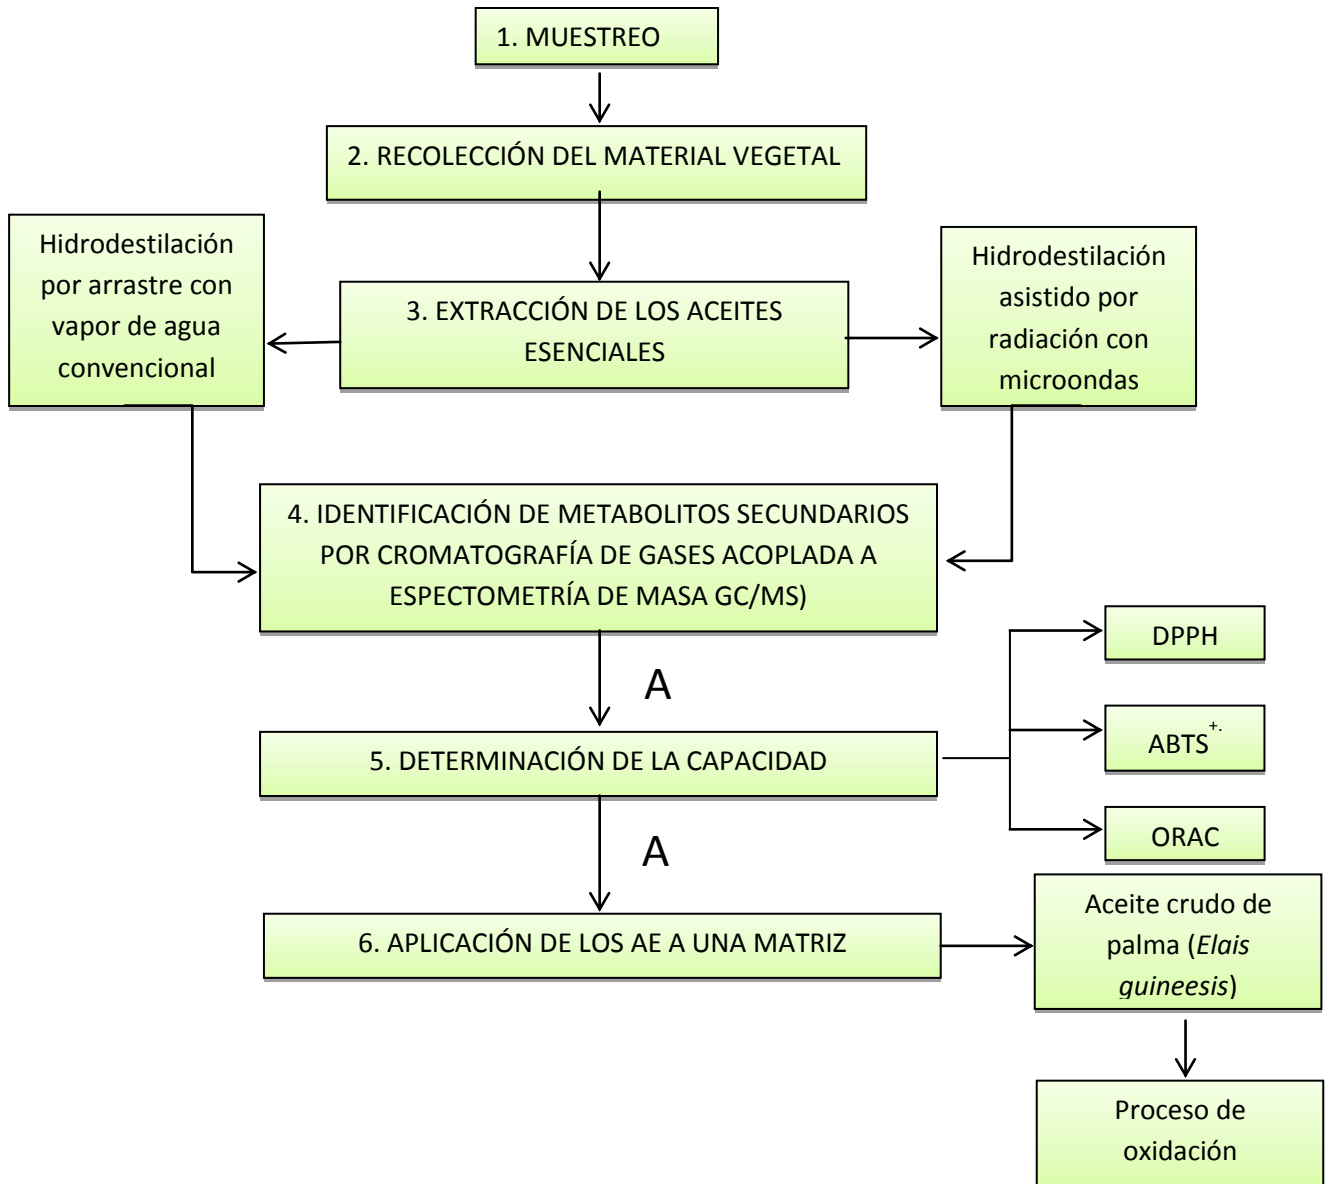 1. MUESTREO
2. RECOLECCIÓN DEL MATERIAL VEGETAL
Hidrodestilación
por arrastre con
vapor de agua
convencional
3. EXTRACCIÓN DE LOS ACEITES
ESENCIALES
Hidrodestilación
asistido por
radiación con
microondas
4. IDENTIFICACIÓN DE METABOLITOS SECUNDARIOS
POR CROMATOGRAFÍA DE GASES ACOPLADA A
ESPECTOMETRÍA DE MASA GC/MS)
A
5. DETERMINACIÓN DE LA CAPACIDAD
DPPH
ABTS+.
ORAC
A
6. APLICACIÓN DE LOS AE A UNA MATRIZ
Aceite crudo de
palma (Elais
guineesis)
Proceso de
oxidación